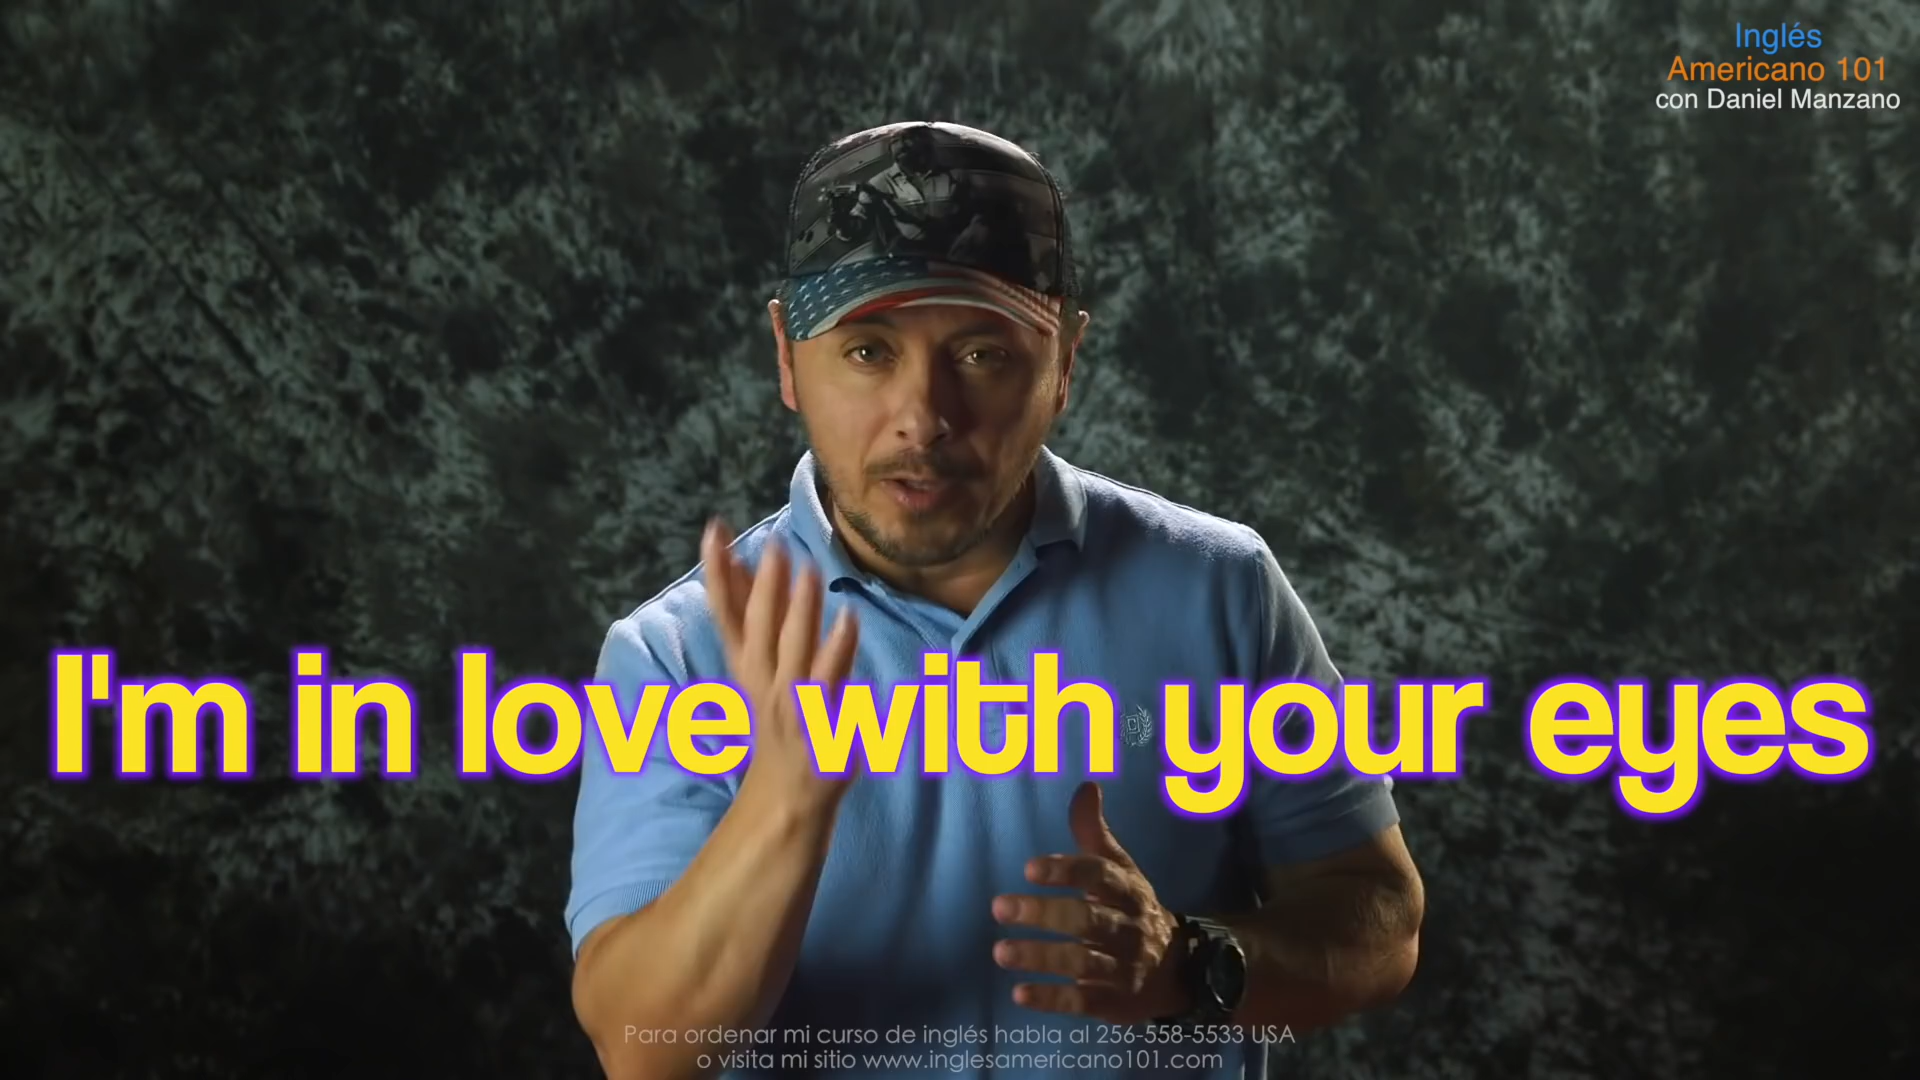 Inglés
Americano 101
con Daniel Manzano
I'm in love with your eyes
Para ordenar mi curso de inglés habla al 256-558-5533 USA
o visita mi sitio www.inglesamericano101.com